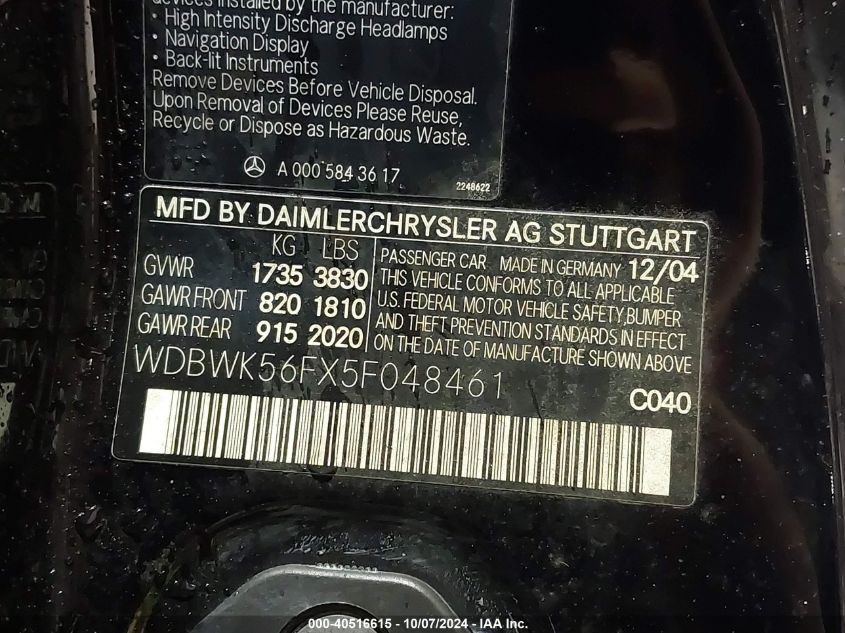 devices installed by the manufacturer:
• High Intensity Discharge Headlamps
• Navigation Display
• Back-lit Instruments
Remove Devices Before Vehicle Disposal.
Upon Removal of Devices Please Reuse,
Recycle or Dispose as Hazardous Waste.
A 000 584 36 17
2248622
MFD BY DAIMLERCHRYSLER AG STUTTGART
KG LBS
GVWR 1735 3830
GAWR FRONT 820 1810
GAWR REAR 915 2020
PASSENGER CAR MADE IN GERMANY 12/04
THIS VEHICLE CONFORMS TO ALL APPLICABLE
U.S. FEDERAL MOTOR VEHICLE SAFETY,BUMPER
AND THEFT PREVENTION STANDARDS IN EFFECT
ON THE DATE OF MANUFACTURE SHOWN ABOVE
WDBWK56FX5F048461
C040
000-40516615 - 10/07/2024 - IAA Inc.